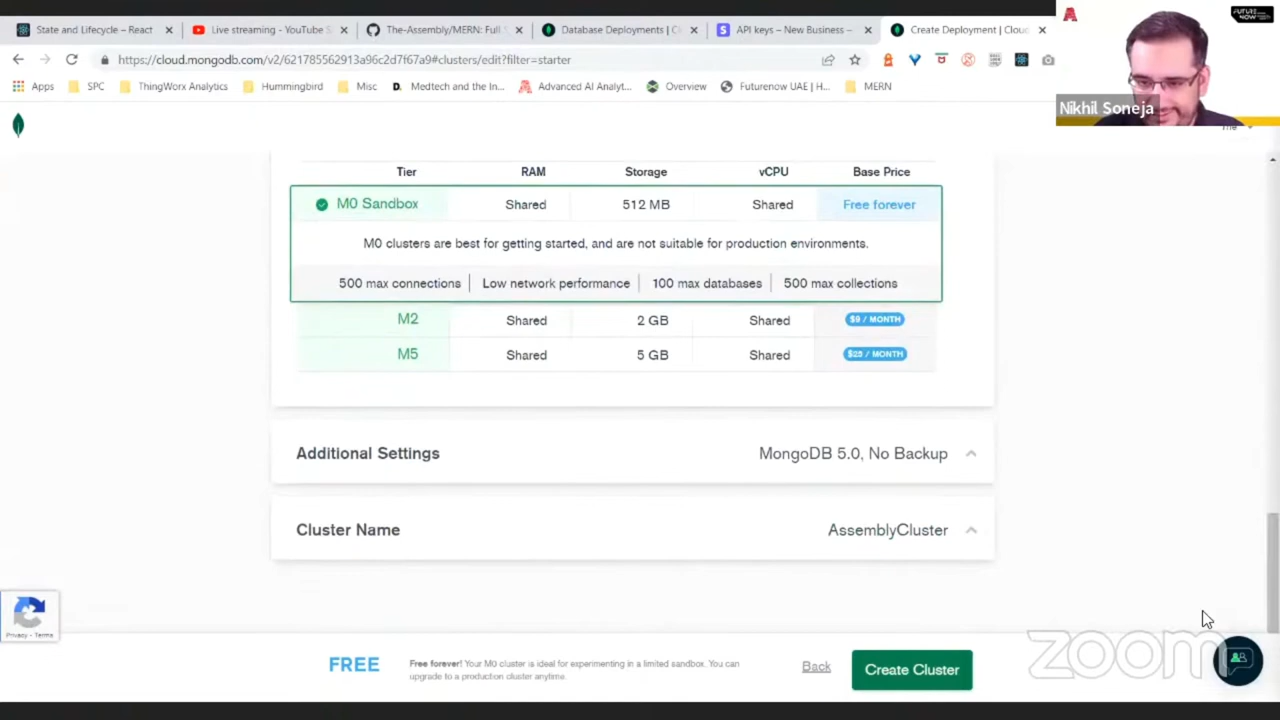 State and Lifecycle – React
Live streaming - YouTube S
The-Assembly/MERN: Full S
Database Deployments | C
API keys – New Business –
Create Deployment | Cloud
FUTURE NOW
https://cloud.mongodb.com/v2/61785562913a96c2d7f67a9#clusters/edit?filter=starter
Apps
SPC
ThingWorx Analytics
Hummingbird
Misc
Medtech and the In...
Advanced AI Analyt...
Overview
Futurenow UAE | H...
MERN
Nikhil Soneja
The
Tier RAM Storage vCPU Base Price
M0 Sandbox Shared 512 MB Shared Free forever
M0 clusters are best for getting started, and are not suitable for production environments.
500 max connections | Low network performance | 100 max databases | 500 max collections
M2 Shared 2 GB Shared $9 / MONTH
M5 Shared 5 GB Shared $25 / MONTH
Additional Settings MongoDB 5.0, No Backup
Cluster Name AssemblyCluster
Privacy - Terms
FREE
Free forever! Your M0 cluster is ideal for experimenting in a limited sandbox. You can
upgrade to a production cluster anytime.
Back
Create Cluster
zoom